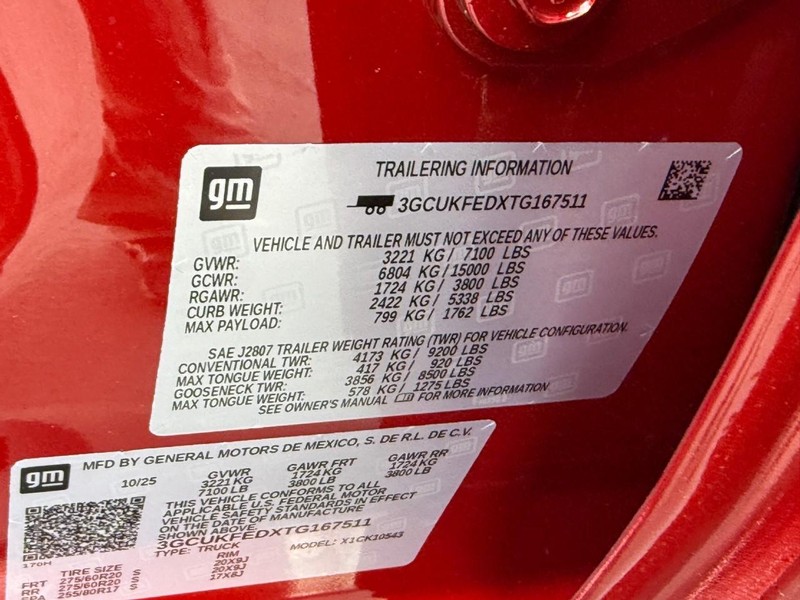 gm
TRAILERING INFORMATION
3GCUKFEDXTG167511
VEHICLE AND TRAILER MUST NOT EXCEED ANY OF THESE VALUES.
GVWR: 3221 KG / 7100 LBS
GCWR: 6804 KG / 15000 LBS
RGAWR: 1724 KG / 3800 LBS
CURB WEIGHT: 2422 KG / 5338 LBS
MAX PAYLOAD: 799 KG / 1762 LBS
SAE J2807 TRAILER WEIGHT RATING (TWR) FOR VEHICLE CONFIGURATION.
CONVENTIONAL TWR: 4173 KG / 9200 LBS
MAX TONGUE WEIGHT: 417 KG / 920 LBS
GOOSENECK TWR: 3856 KG / 8500 LBS
MAX TONGUE WEIGHT: 578 KG / 1275 LBS
SEE OWNER'S MANUAL FOR MORE INFORMATION
gm
MFD BY GENERAL MOTORS DE MEXICO, S. DE R.L. DE C.V.
10/25 GVWR GAWR FRT GAWR RR
3221 KG 1724 KG 1724 KG
7100 LB 3800 LB 3800 LB
THIS VEHICLE CONFORMS TO ALL
APPLICABLE U.S. FEDERAL MOTOR
VEHICLE SAFETY STANDARDS IN EFFECT
ON THE DATE OF MANUFACTURE
SHOWN ABOVE.
3GCUKFEDXTG167511
TYPE: TRUCK MODEL: X1CK10543
170H
TIRE SIZE RIM
FRT 275/60R20 S 20X9J
RR 275/60R20 S 20X9J
SPA 255/80R17 S 17X8J